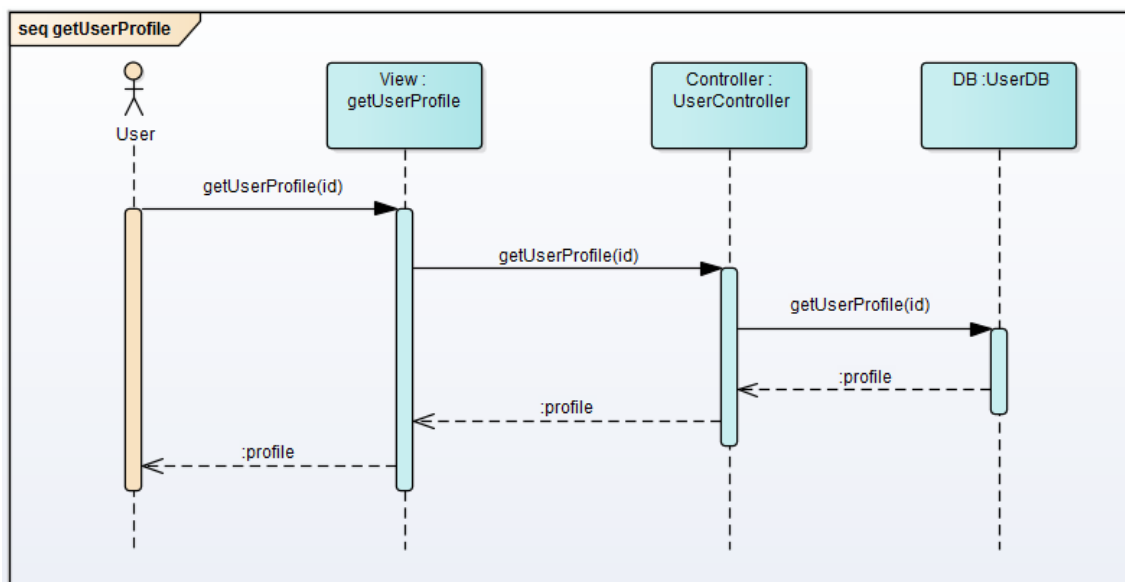 seq getUserProfile
User
View :
getUserProfile
Controller :
UserController
DB :UserDB
getUserProfile(id)
getUserProfile(id)
getUserProfile(id)
:profile
:profile
:profile